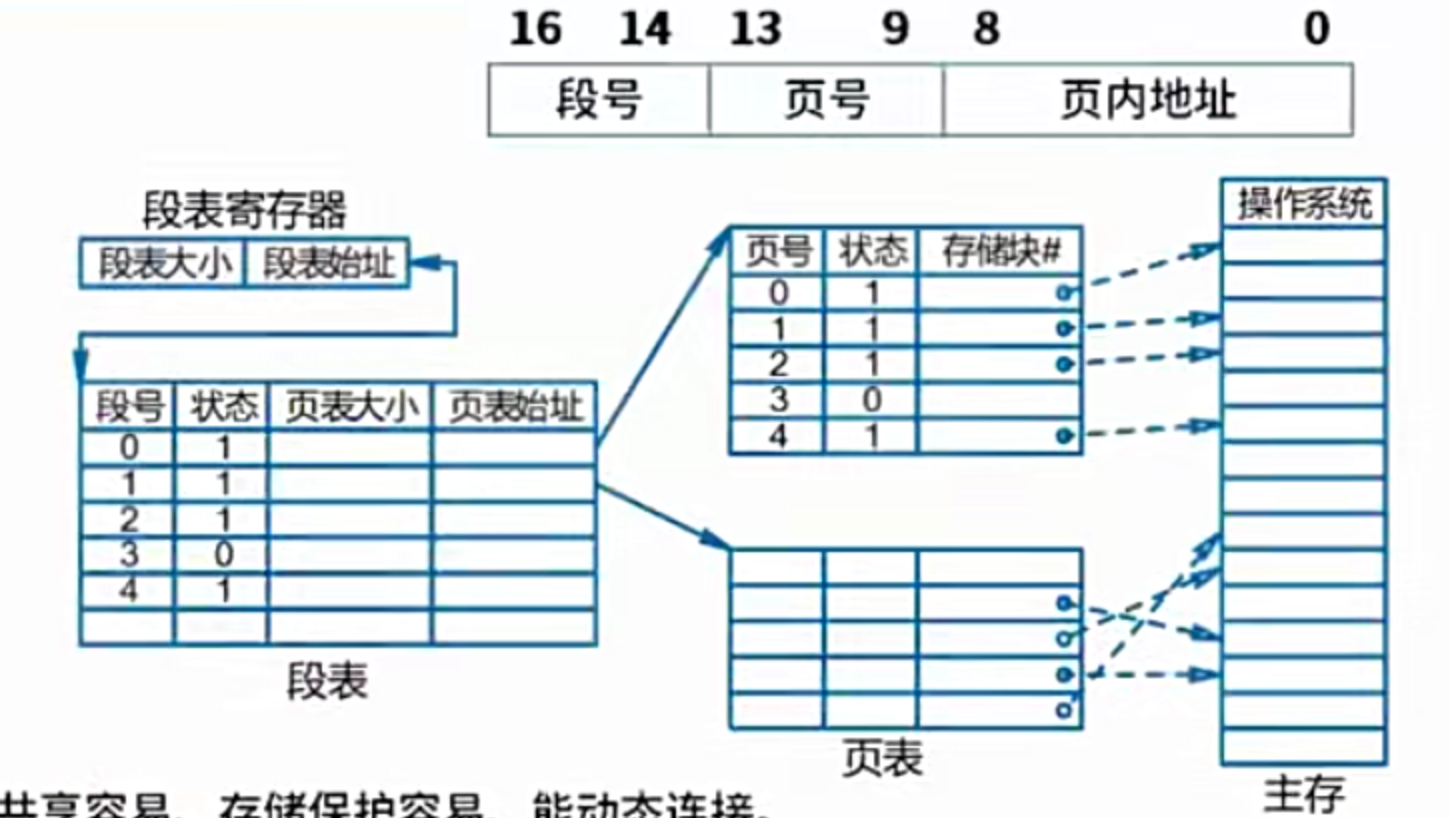 16 14 13 9 8 0
段号 页号 页内地址
段表寄存器
段表大小 段表始址
段号 状态 页表大小 页表始址
0 1
1 1
2 1
3 0
4 1
段表
页号 状态 存储块#
0 1
1 1
2 1
3 0
4 1
页表
操作系统
主存
共享容易、存储保护容易、能动态连接。